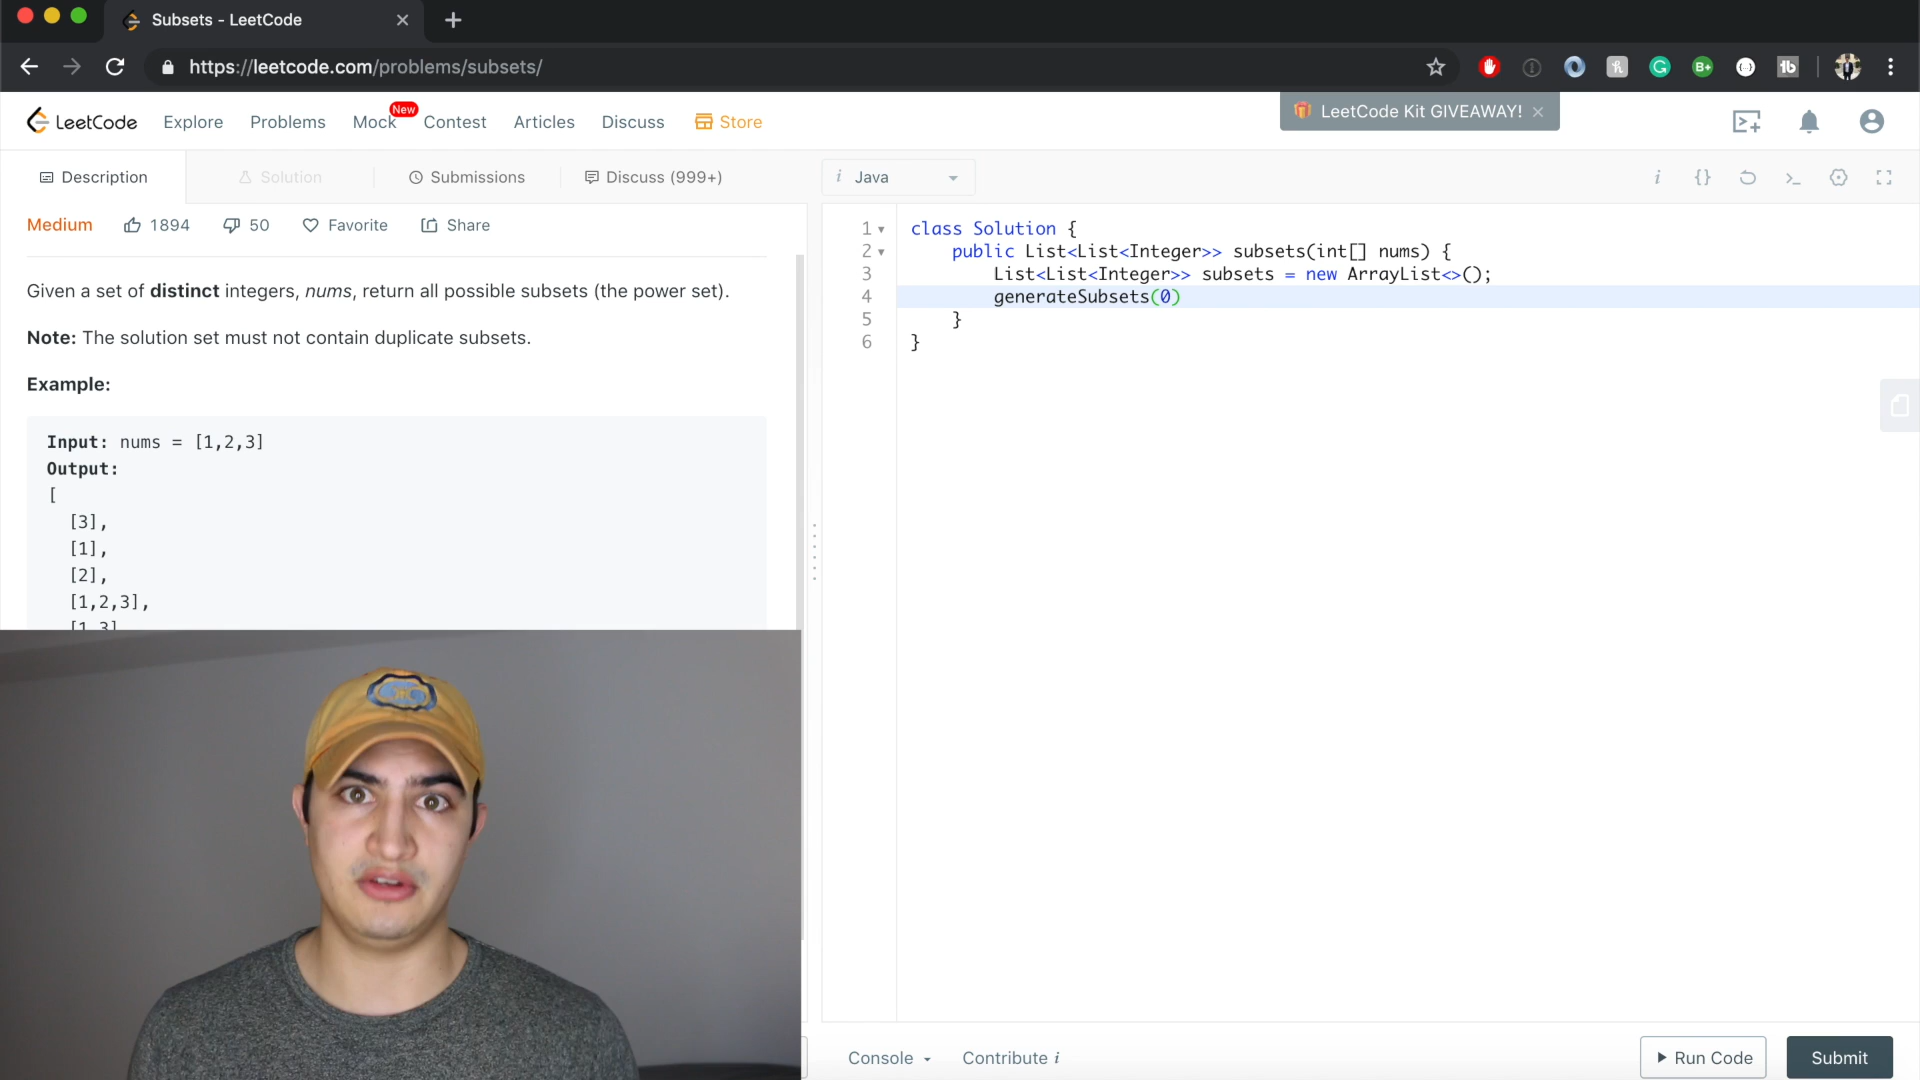 Subsets - LeetCode
https://leetcode.com/problems/subsets/
LeetCode
Explore
Problems
Mock
New
Contest
Articles
Discuss
Store
LeetCode Kit GIVEAWAY!
Description
Solution
Submissions
Discuss (999+)
Java
Medium
1894
50
Favorite
Share
Given a set of distinct integers, nums, return all possible subsets (the power set).
Note: The solution set must not contain duplicate subsets.
Example:
Input: nums = [1,2,3]
Output:
[
[3],
[1],
[2],
[1,2,3],
[1,3]
1
class Solution {
2
public List<List<Integer>> subsets(int[] nums) {
3
List<List<Integer>> subsets = new ArrayList<>();
4
generateSubsets(0)
5
}
6
}
Console
Contribute i
Run Code
Submit